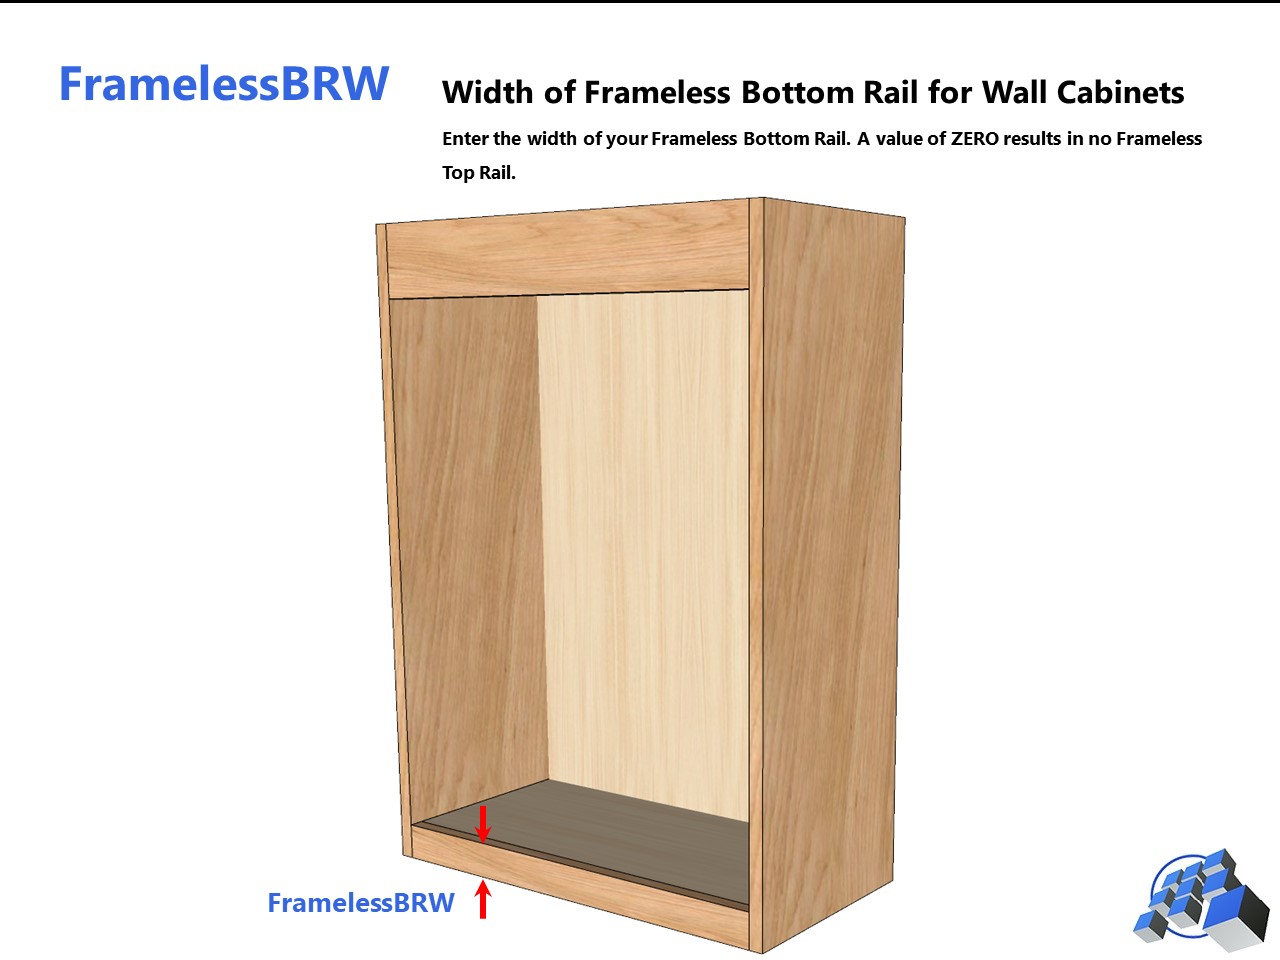 FramelessBRW
Width of Frameless Bottom Rail for Wall Cabinets
Enter the width of your Frameless Bottom Rail. A value of ZERO results in no Frameless
Top Rail.
FramelessBRW